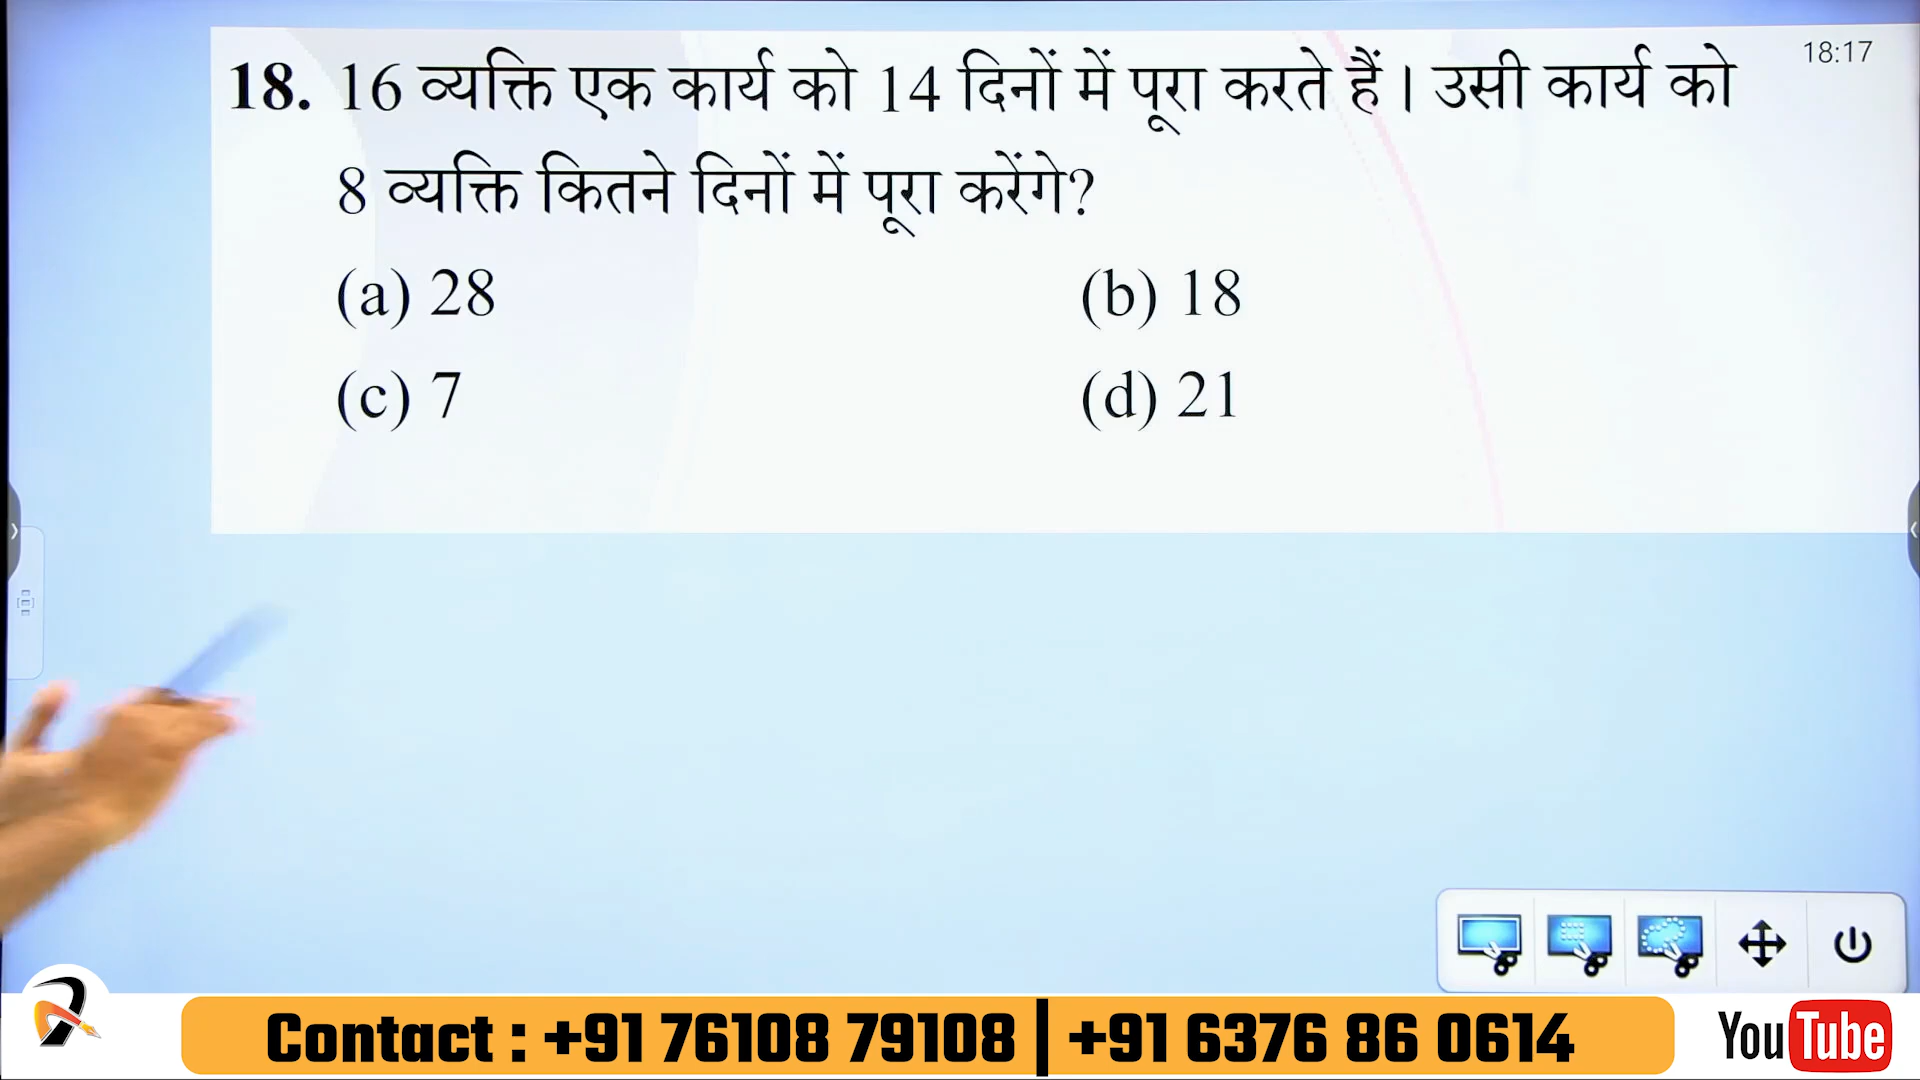 18:17
18. 16 व्यक्ति एक कार्य को 14 दिनों में पूरा करते हैं। उसी कार्य को
8 व्यक्ति कितने दिनों में पूरा करेंगे?
(a) 28 (b) 18
(c) 7 (d) 21
Contact : +91 76108 79108 | +91 6376 86 0614
YouTube